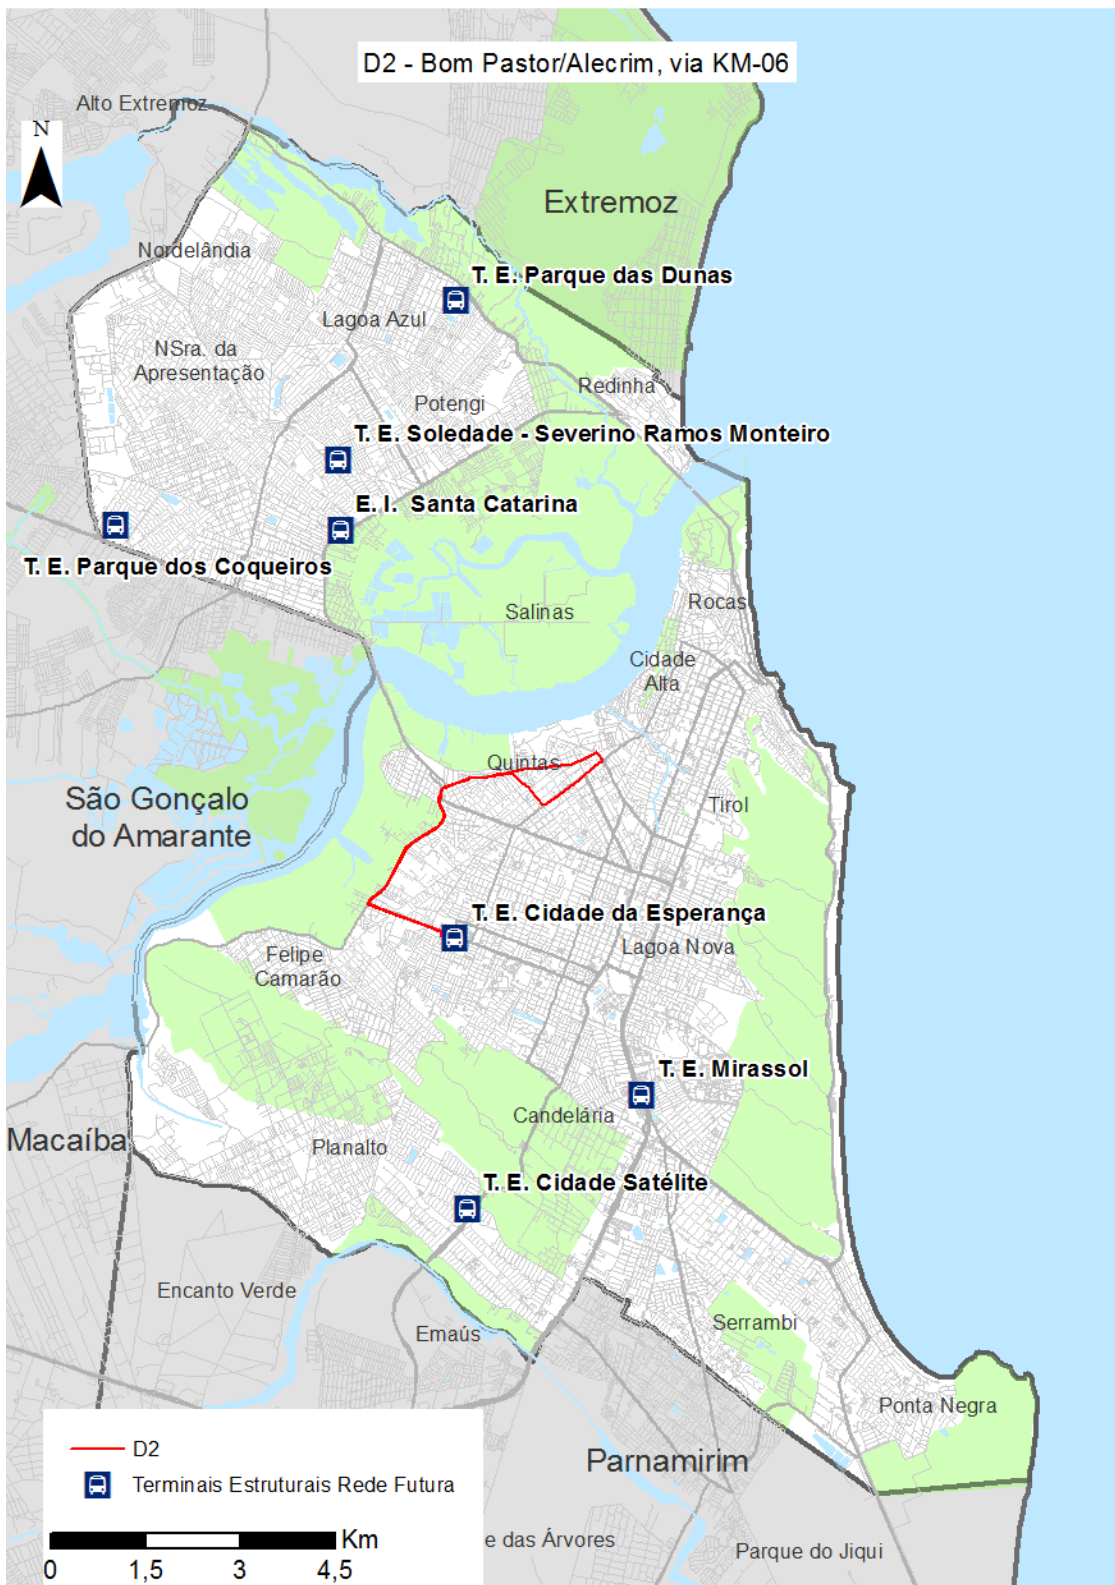 D2 - Bom Pastor/Alecrim, via KM-06
Alto Extremoz
N
Extremoz
Nordelândia
T. E. Parque das Dunas
Lagoa Azul
NSra. da
Apresentação
Redinha
Potengi
T. E. Soledade - Severino Ramos Monteiro
E. I. Santa Catarina
T. E. Parque dos Coqueiros
Rocas
Salinas
Cidade
Alta
Quintas
São Gonçalo
do Amarante
Tirol
T. E. Cidade da Esperança
Lagoa Nova
Felipe
Camarão
T. E. Mirassol
Candelária
Macaíba
Planalto
T. E. Cidade Satélite
Encanto Verde
Emaús
Serrambi
Ponta Negra
Parnamirim
D2
Terminais Estruturais Rede Futura
Km
0 1,5 3 4,5
e das Árvores
Parque do Jiqui